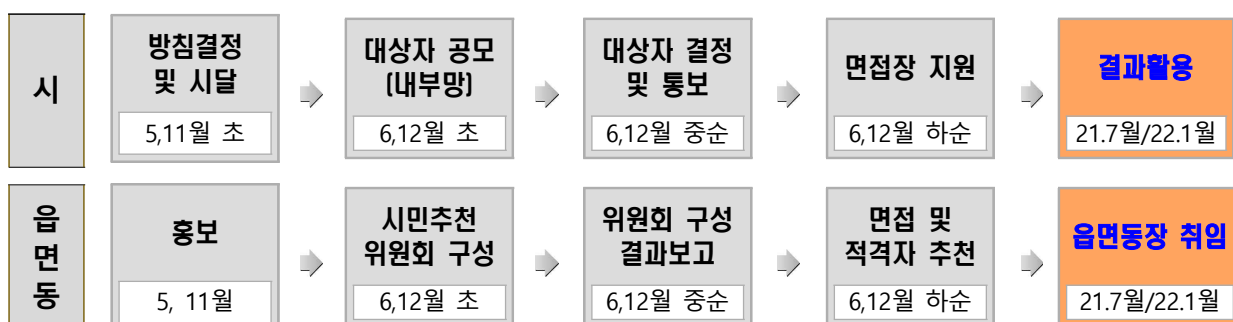 시
방침결정
및 시달
5,11월 초
대상자 공모
(내부망)
6,12월 초
대상자 결정
및 통보
6,12월 중순
면접장 지원
6,12월 하순
결과활용
21.7월/22.1월
읍
면
동
홍보
5, 11월
시민추천
위원회 구성
6,12월 초
위원회 구성
결과보고
6,12월 중순
면접 및
적격자 추천
6,12월 하순
읍면동장 취임
21.7월/22.1월